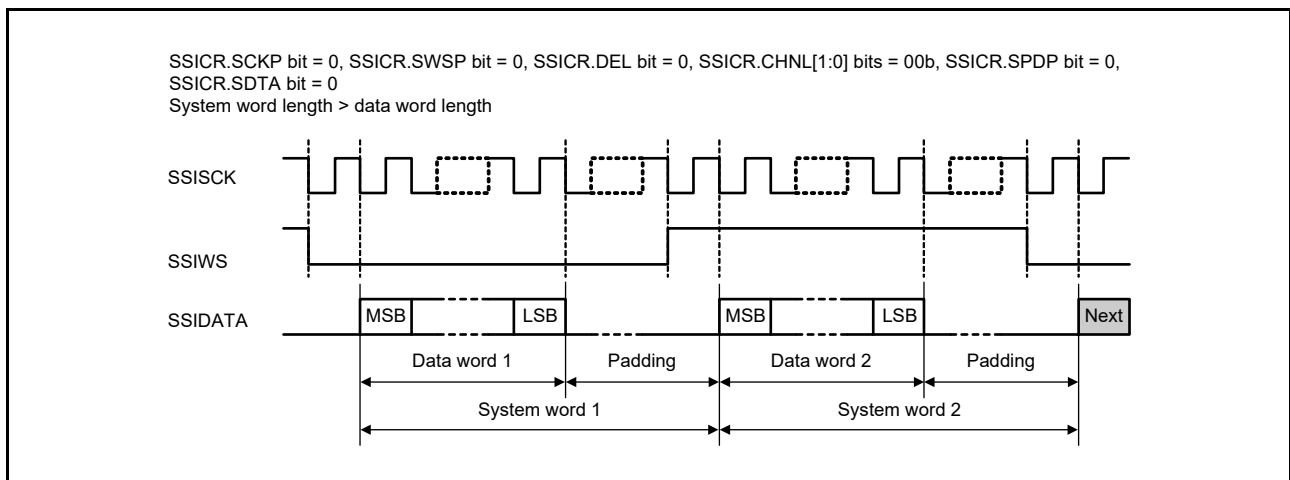 SSICR.SCKP bit = 0, SSICR.SWSP bit = 0, SSICR.DEL bit = 0, SSICR.CHNL[1:0] bits = 00b, SSICR.SPDP bit = 0,
SSICR.SDTA bit = 0
System word length > data word length
SSISCK
SSIWS
SSIDATA
MSB LSB MSB LSB Next
Data word 1 Padding Data word 2 Padding
System word 1 System word 2